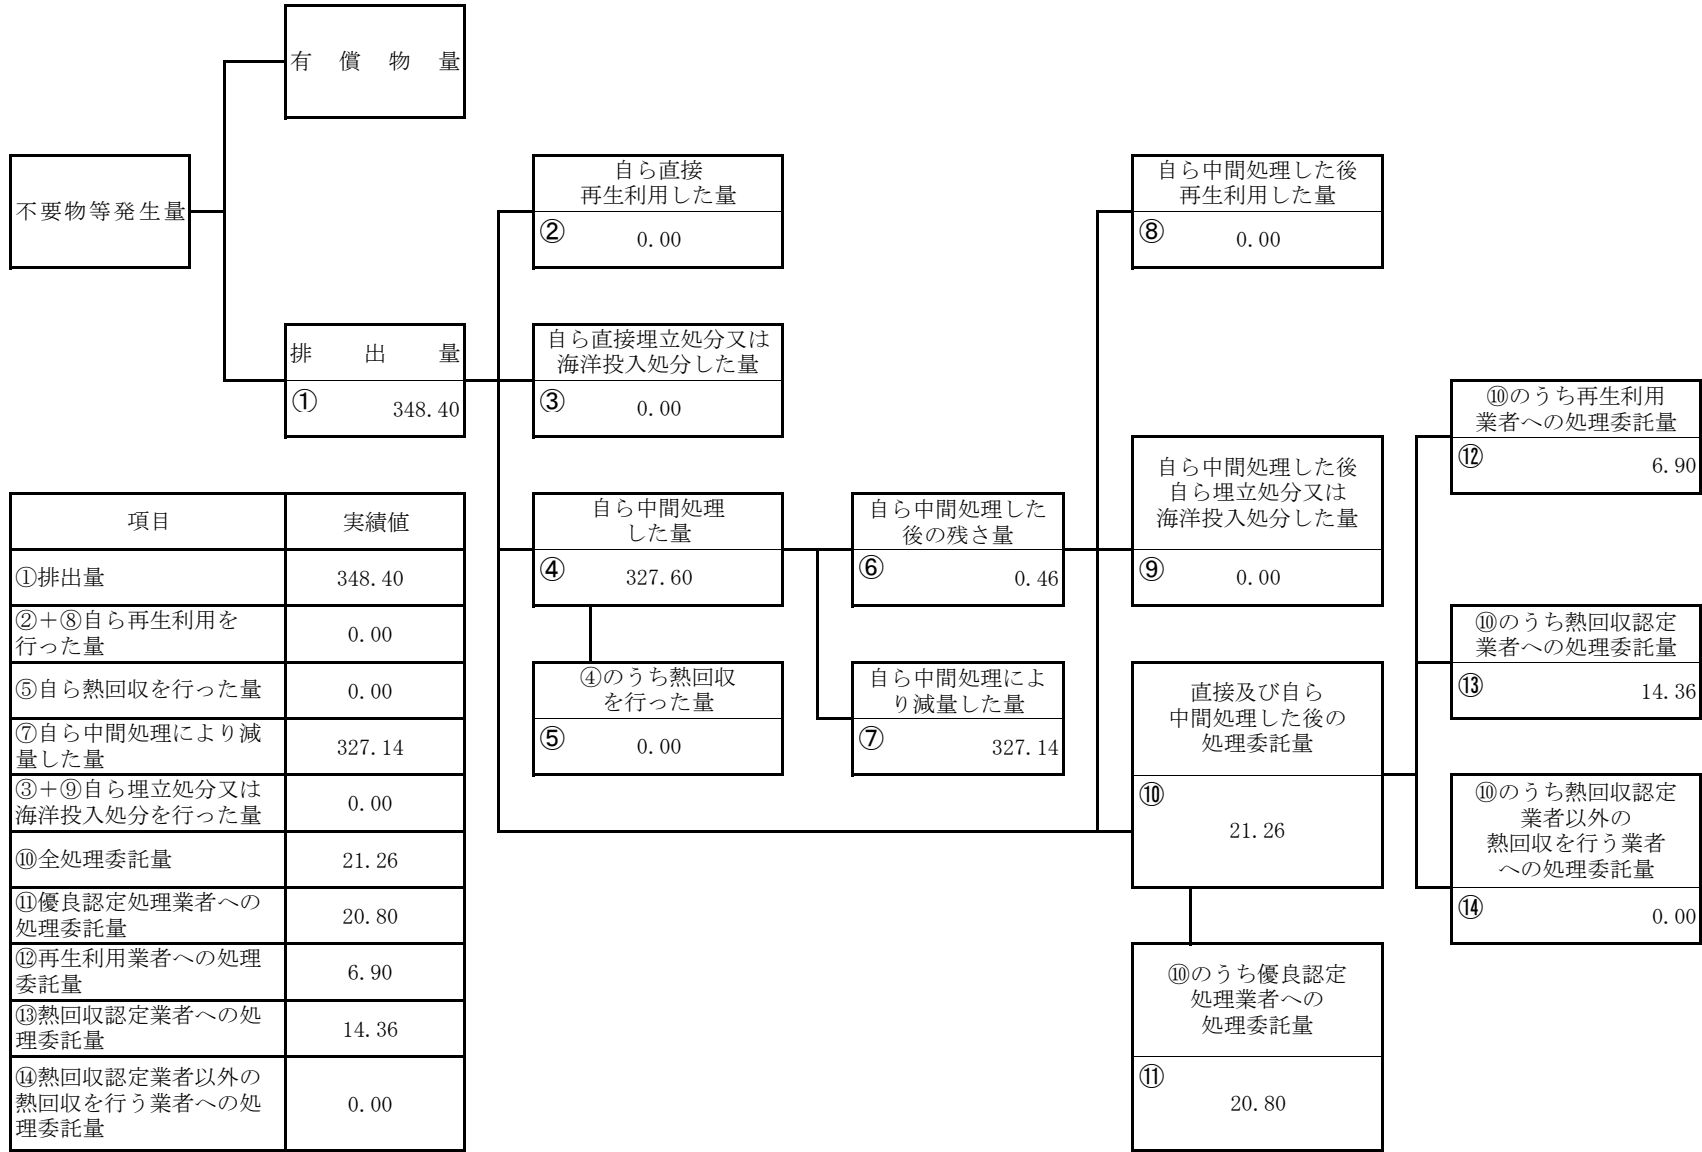 有償物量
不要物等発生量
自ら直接
再生利用した量
② 0.00
自ら中間処理した後
再生利用した量
⑧ 0.00
排出量
① 348.40
自ら直接埋立処分又は
海洋投入処分した量
③ 0.00
⑩のうち再生利用
業者への処理委託量
⑫ 6.90
自ら中間処理した後
自ら埋立処分又は
海洋投入処分した量
⑨ 0.00
自ら中間処理
した量
④ 327.60
自ら中間処理した
後の残さ量
⑥ 0.46
④のうち熱回収
を行った量
⑤ 0.00
自ら中間処理によ
り減量した量
⑦ 327.14
直接及び自ら
中間処理した後の
処理委託量
⑩
21.26
⑩のうち熱回収認定
業者への処理委託量
⑬ 14.36
⑩のうち熱回収認定
業者以外の
熱回収を行う業者
への処理委託量
⑭ 0.00
⑩のうち優良認定
処理業者への
処理委託量
⑪
20.80
項目 実績値
①排出量 348.40
②＋⑧自ら再生利用を
行った量 0.00
⑤自ら熱回収を行った量 0.00
⑦自ら中間処理により減
量した量 327.14
③＋⑨自ら埋立処分又は
海洋投入処分を行った量 0.00
⑩全処理委託量 21.26
⑪優良認定処理業者への
処理委託量 20.80
⑫再生利用業者への処理
委託量 6.90
⑬熱回収認定業者への処
理委託量 14.36
⑭熱回収認定業者以外の
熱回収を行う業者への処
理委託量 0.00